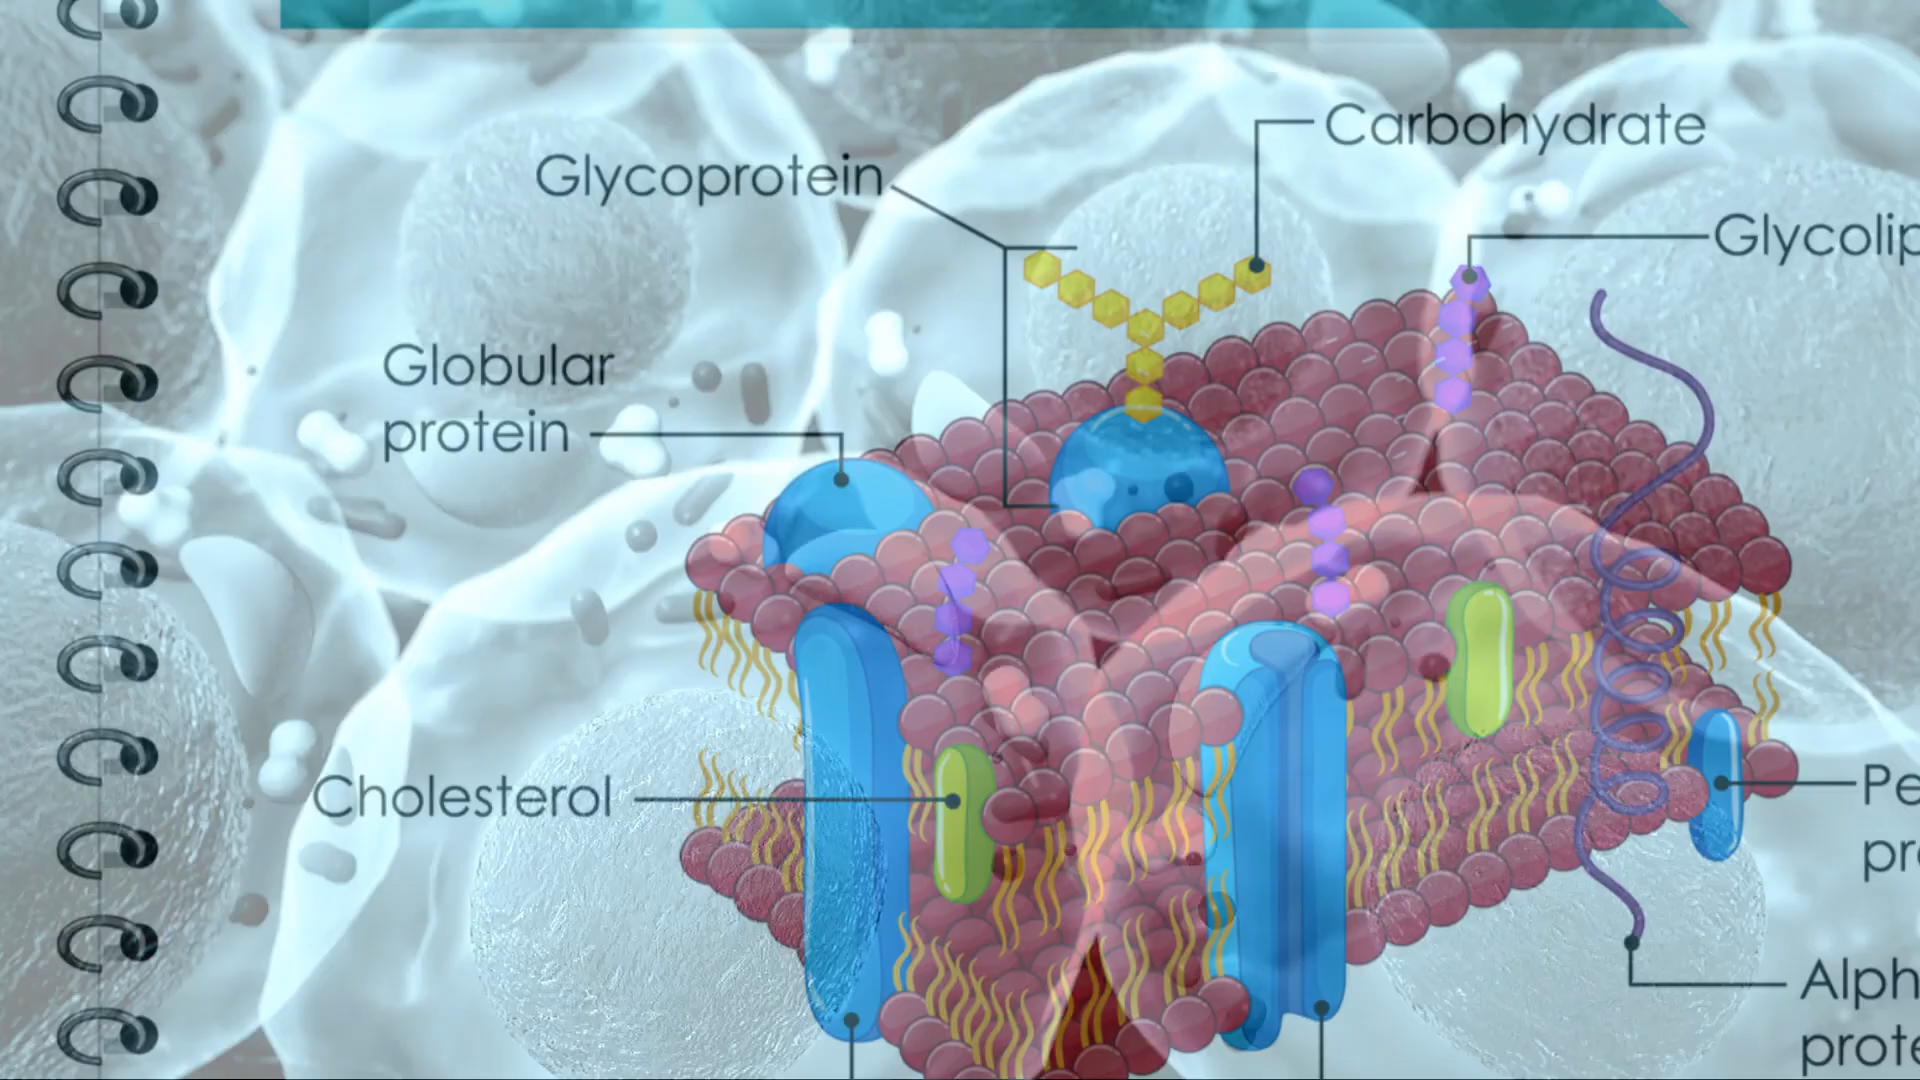 Carbohydrate
Glycoprotein
Glycolip
Globular
protein
Cholesterol
Pe
pr
Alph
prote